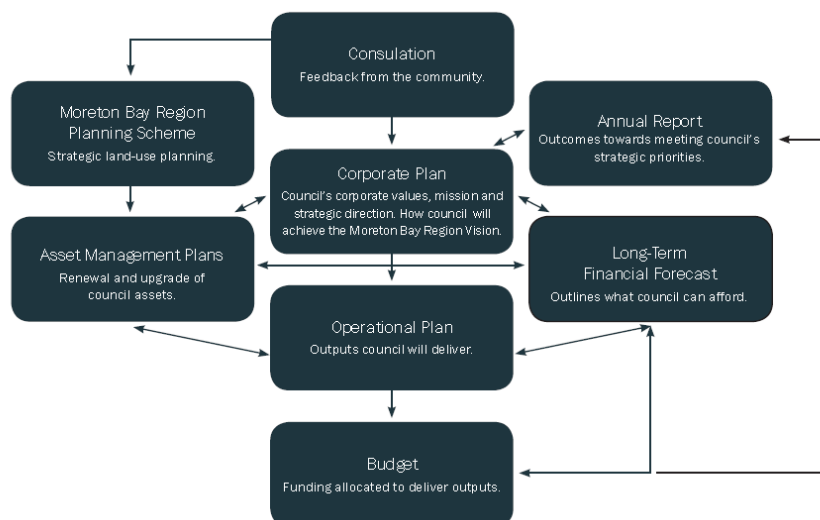 Consulation
Feedback from the community.
Moreton Bay Region
Planning Scheme
Strategic land-use planning.
Annual Report
Outcomes towards meeting council's
strategic priorities.
Corporate Plan
Council's corporate values, mission and
strategic direction. How council will
achieve the Moreton Bay Region Vision.
Asset Management Plans
Renewal and upgrade of
council assets.
Long-Term
Financial Forecast
Outlines what council can afford.
Operational Plan
Outputs council will deliver.
Budget
Funding allocated to deliver outputs.